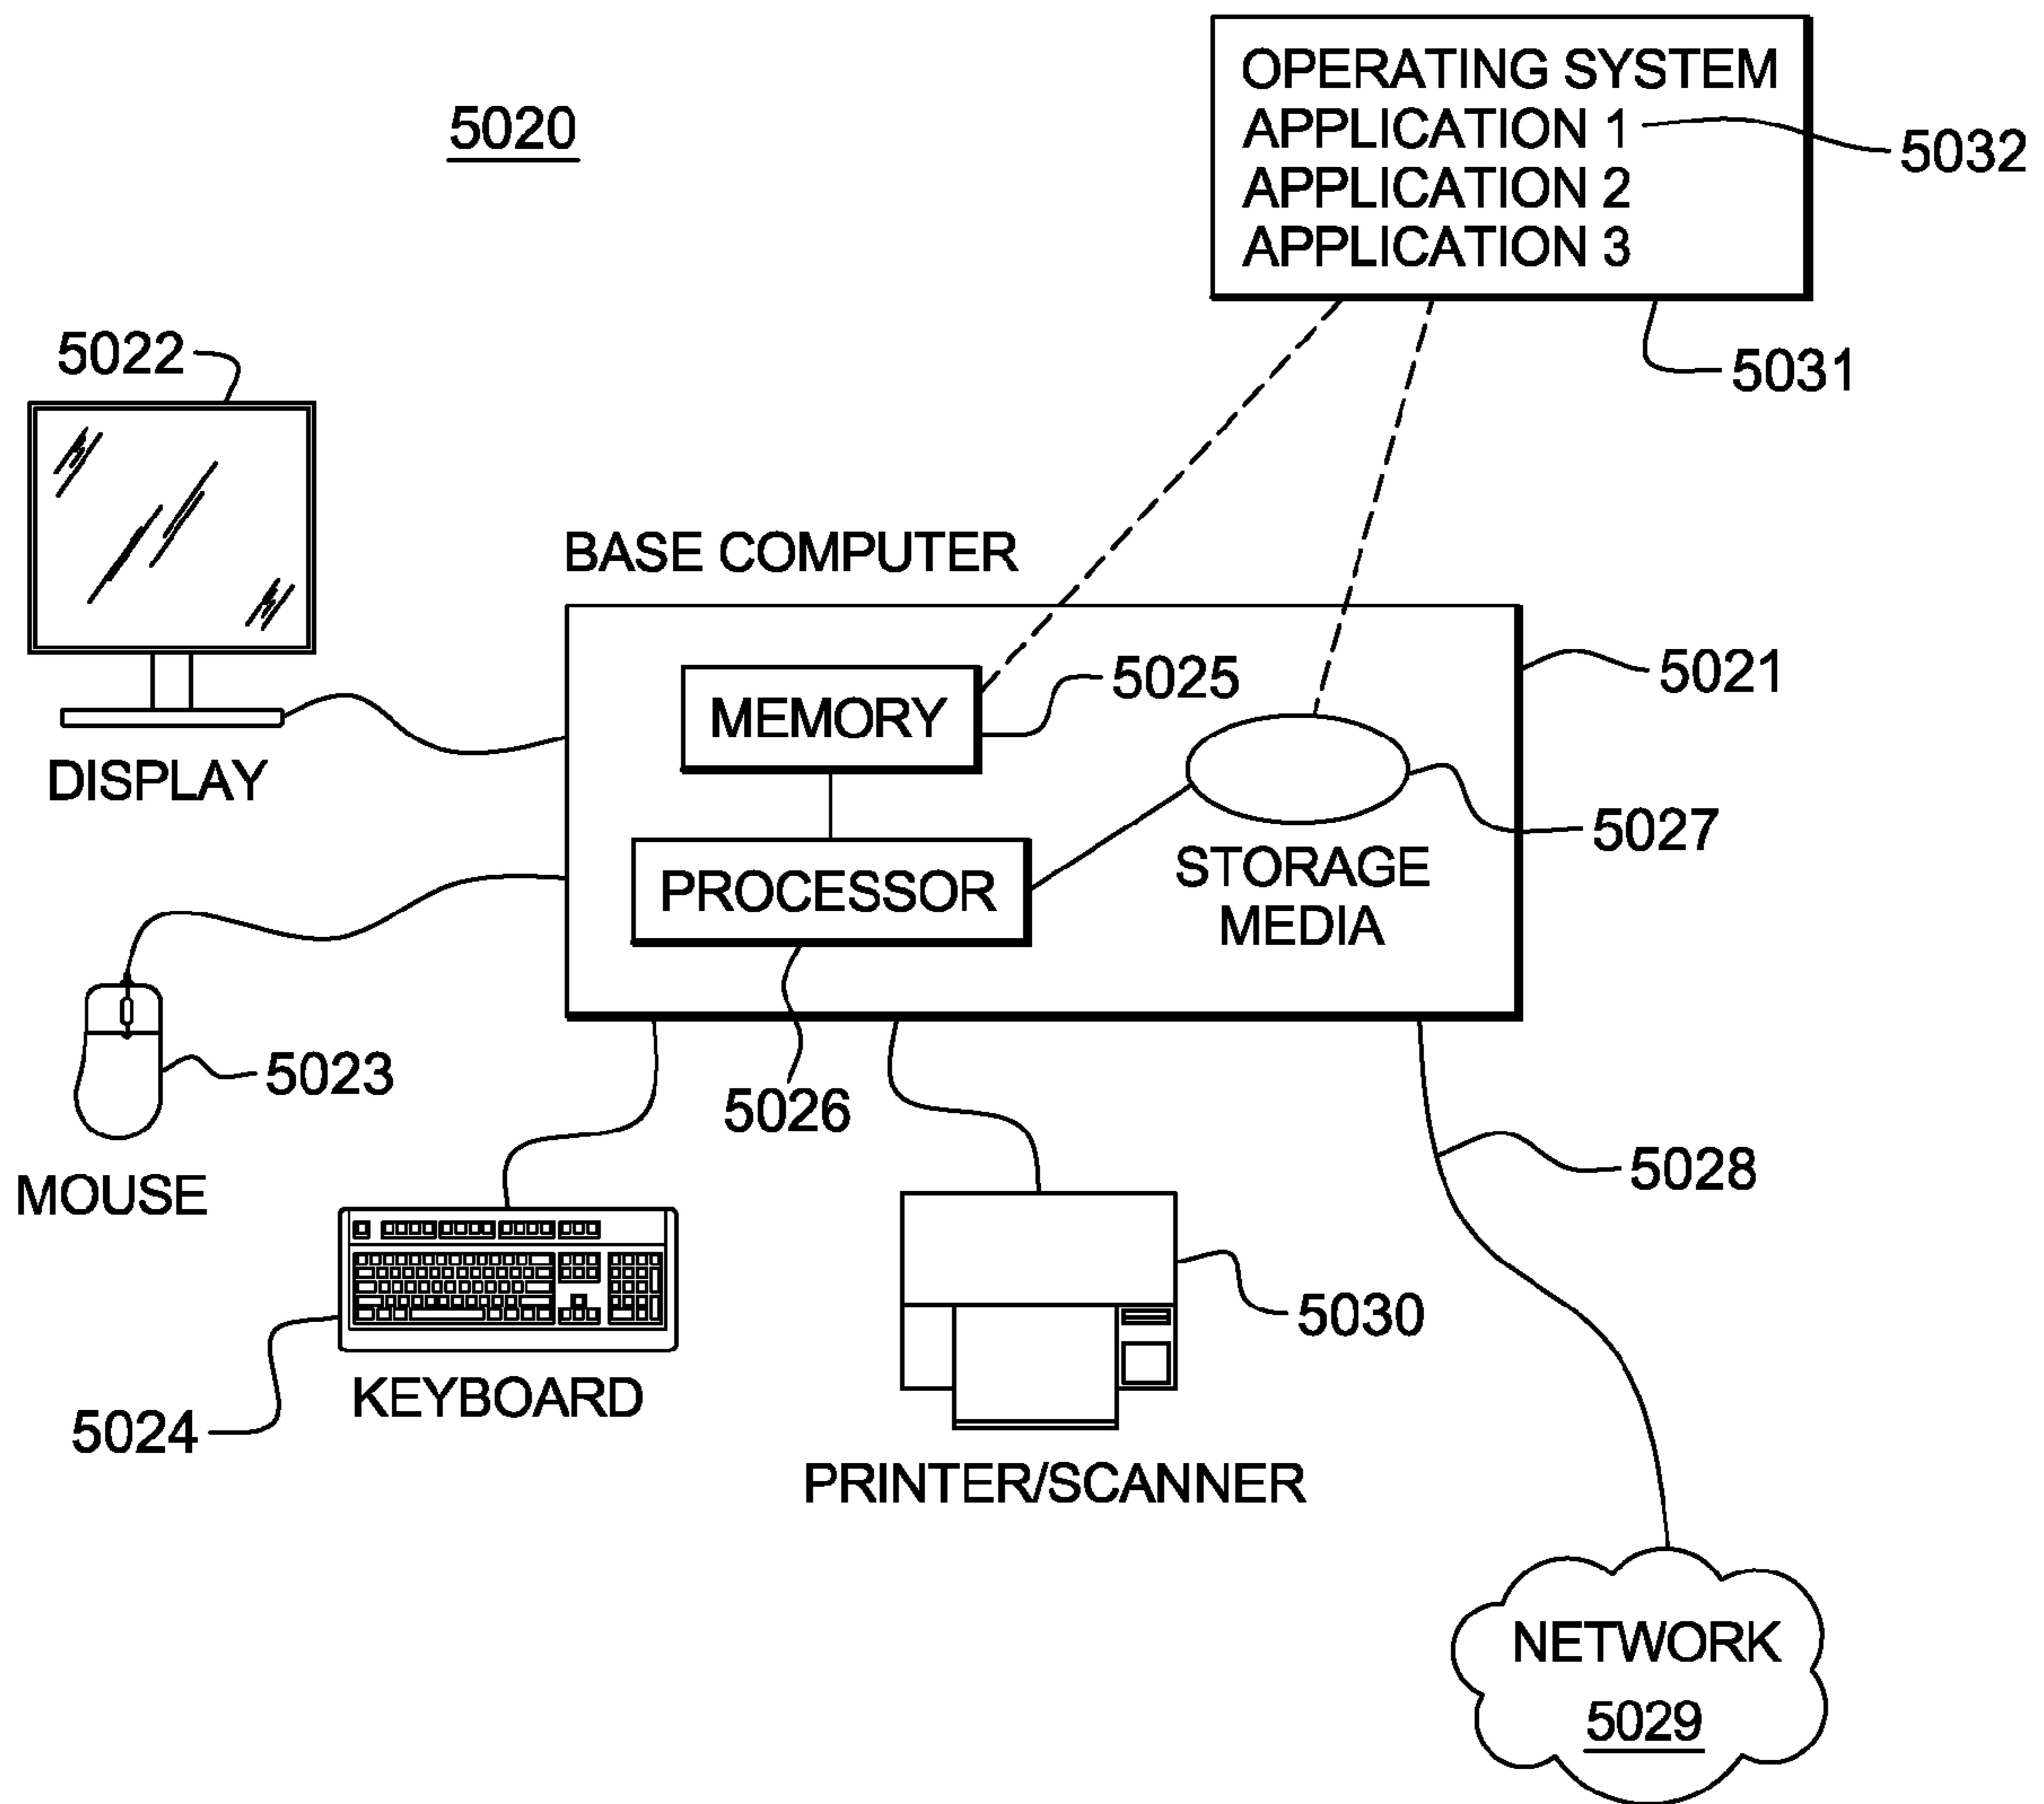 5020
OPERATING SYSTEM
APPLICATION 1
APPLICATION 2
APPLICATION 3
5032
5031
5022
DISPLAY
BASE COMPUTER
MEMORY
5025
5021
PROCESSOR
STORAGE
MEDIA
5027
5026
5023
MOUSE
5024
KEYBOARD
5030
PRINTER/SCANNER
5028
NETWORK
5029